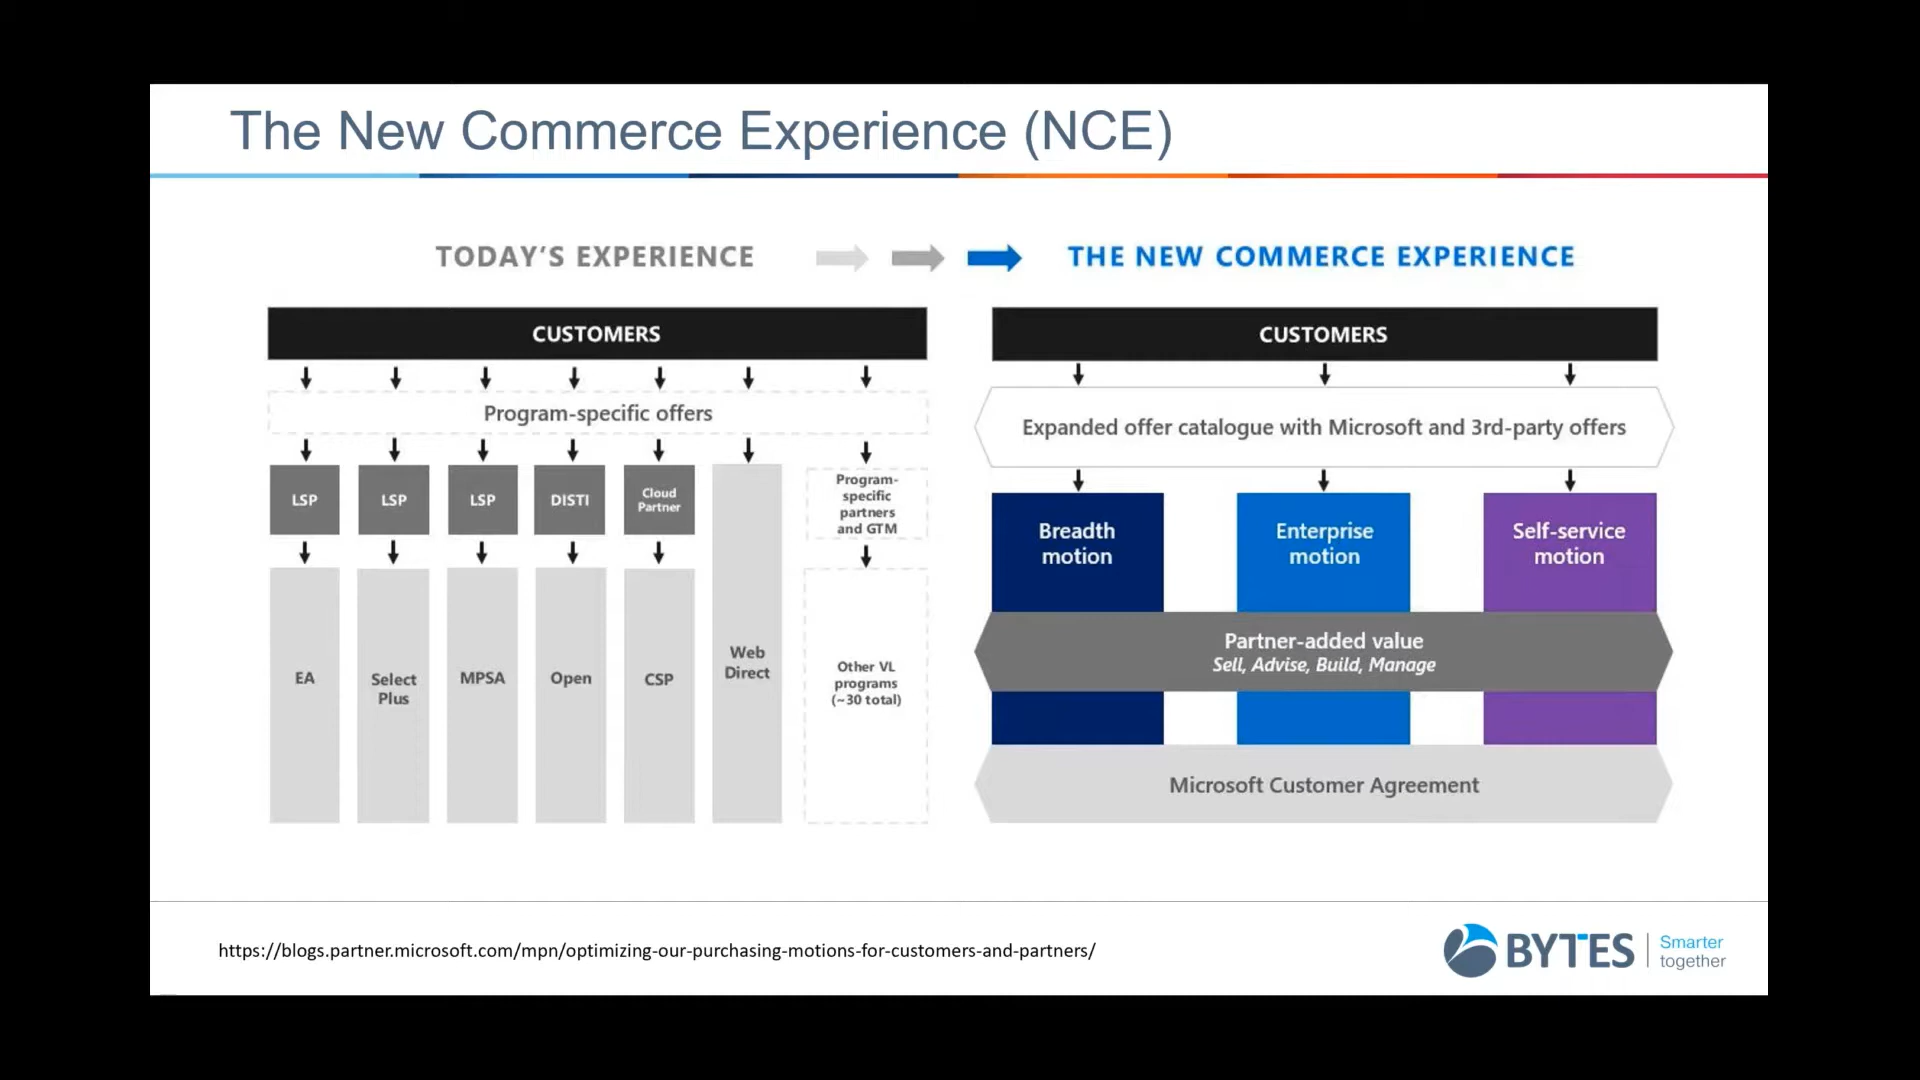 The New Commerce Experience (NCE)
TODAY'S EXPERIENCE
THE NEW COMMERCE EXPERIENCE
CUSTOMERS
Program-specific offers
LSP
LSP
LSP
DISTI
Cloud
Partner
Program-
specific
partners
and GTM
EA
Select
Plus
MPSA
Open
CSP
Web
Direct
Other VL
programs
(~30 total)
CUSTOMERS
Expanded offer catalogue with Microsoft and 3rd-party offers
Breadth
motion
Enterprise
motion
Self-service
motion
Partner-added value
Sell, Advise, Build, Manage
Microsoft Customer Agreement
https://blogs.partner.microsoft.com/mpn/optimizing-our-purchasing-motions-for-customers-and-partners/
BYTES
Smarter
together